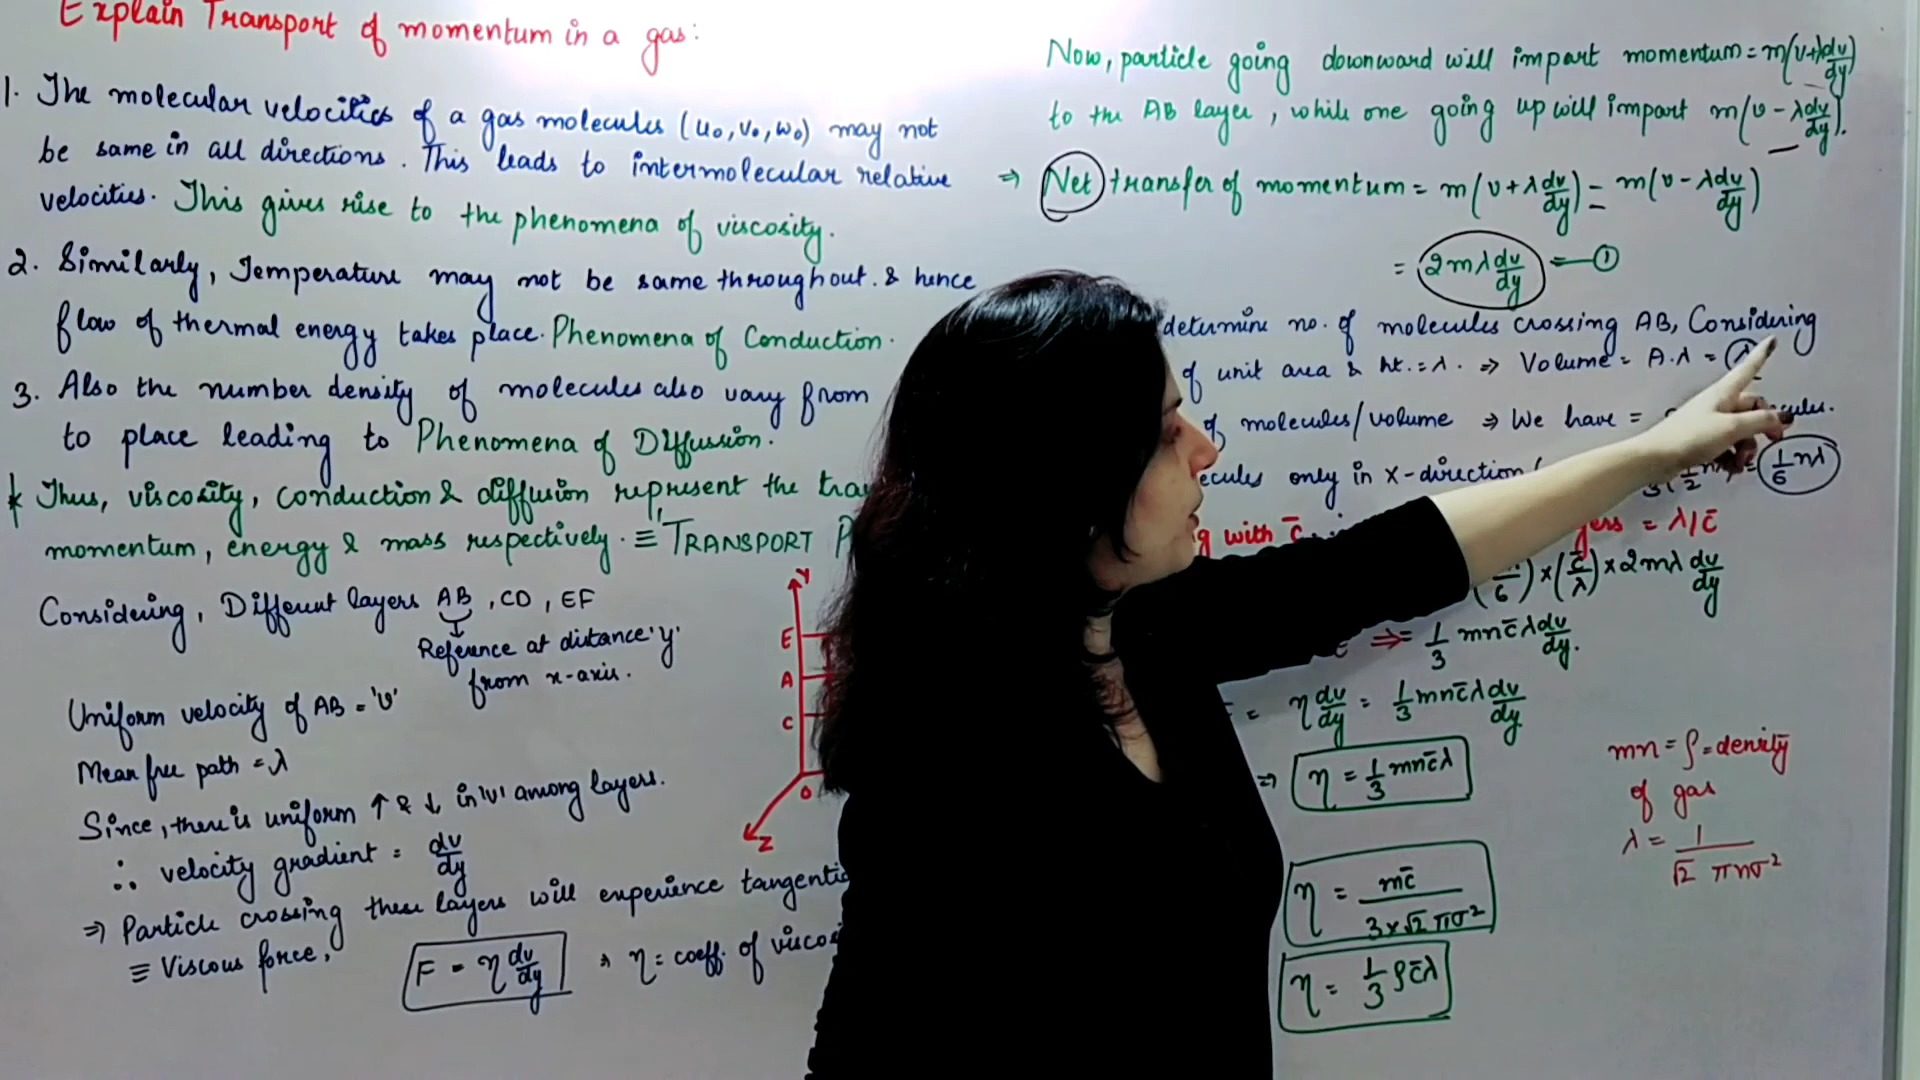 Explain Transport of momentum in a gas:
1. The molecular velocities of a gas molecules (u₀, v₀, w₀) may not
be same in all directions. This leads to intermolecular relative
velocities. This gives rise to the phenomena of viscosity.
2. Similarly, Temperature may not be same throughout. & hence
flow of thermal energy takes place. Phenomena of Conduction.
3. Also the number density of molecules also vary from
to place leading to Phenomena of Diffusion.
* Thus, viscosity, conduction & diffusion represent the
momentum, energy & mass respectively. ≡ TRANSPORT
Considering, Different layers AB, CD, EF
Reference at distance 'y'
from x-axis.
Uniform velocity of AB = 'v'
Mean free path = λ
Since, there is uniform ↑ & ↓ in 'v' among layers.
∴ velocity gradient = dv/dy
⇒ Particle crossing these layers will experience
≡ Viscous force,
F = η dv/dy → η = coeff. of
Y
E
A
C
O
Z
Now, particle going downward will impart momentum = m(v+λdv/dy)
to the AB layer, while one going up will impart m(v - λdv/dy).
⇒ Net transfer of momentum = m(v + λdv/dy) - m(v - λdv/dy)
= 2mλdv/dy — ①
determine no. of molecules crossing AB, Considering
of unit area & ht. = λ. ⇒ Volume = A.λ =
of molecules/volume ⇒ We have =
only in x-direction = 1/6 nλ
with c̄ = λ/c̄
×(c̄/λ)×2mλ dv/dy
⇒ = 1/3 mnc̄λdv/dy.
= η dv/dy = 1/3 mnc̄λdv/dy
⇒ η = 1/3 mnc̄λ
mn = ρ = denity
of gas
λ = 1/√2 πnσ²
η = mc̄/3×√2 πσ²
η = 1/3 ρc̄λ